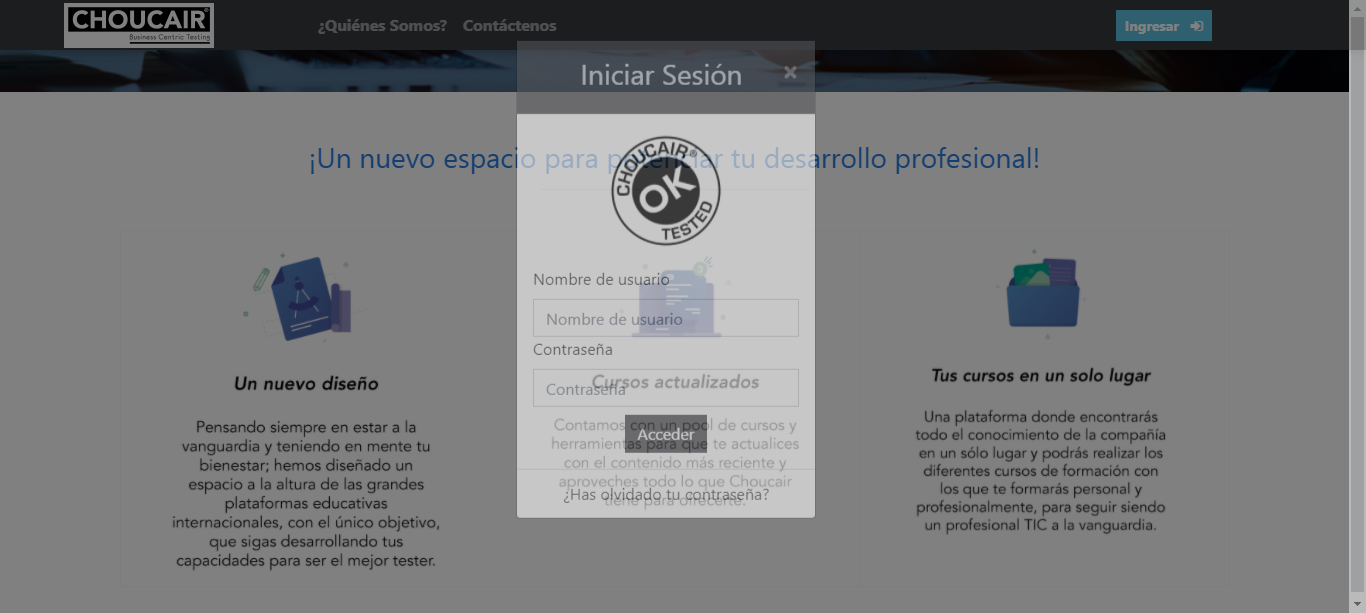 CHOUCAIR®
Business Centric Testing
¿Quiénes Somos?
Contáctenos
Ingresar
Iniciar Sesión
×
¡Un nuevo espacio para potenciar tu desarrollo profesional!
CHOUCAIR®
OK
TESTED
Nombre de usuario
Nombre de usuario
Contraseña
Contraseña
Acceder
¿Has olvidado tu contraseña?
Un nuevo diseño
Pensando siempre en estar a la
vanguardia y teniendo en mente tu
bienestar; hemos diseñado un
espacio a la altura de las grandes
plataformas educativas
internacionales, con el único objetivo,
que sigas desarrollando tus
capacidades para ser el mejor tester.
Cursos actualizados
Contamos con un pool de cursos y
herramientas para que te actualices
con el contenido más reciente y
aproveches todo lo que Choucair
tiene para ofrecerte.
Tus cursos en un solo lugar
Una plataforma donde encontrarás
todo el conocimiento de la compañía
en un sólo lugar y podrás realizar los
diferentes cursos de formación con
los que te formarás personal y
profesionalmente, para seguir siendo
un profesional TIC a la vanguardia.